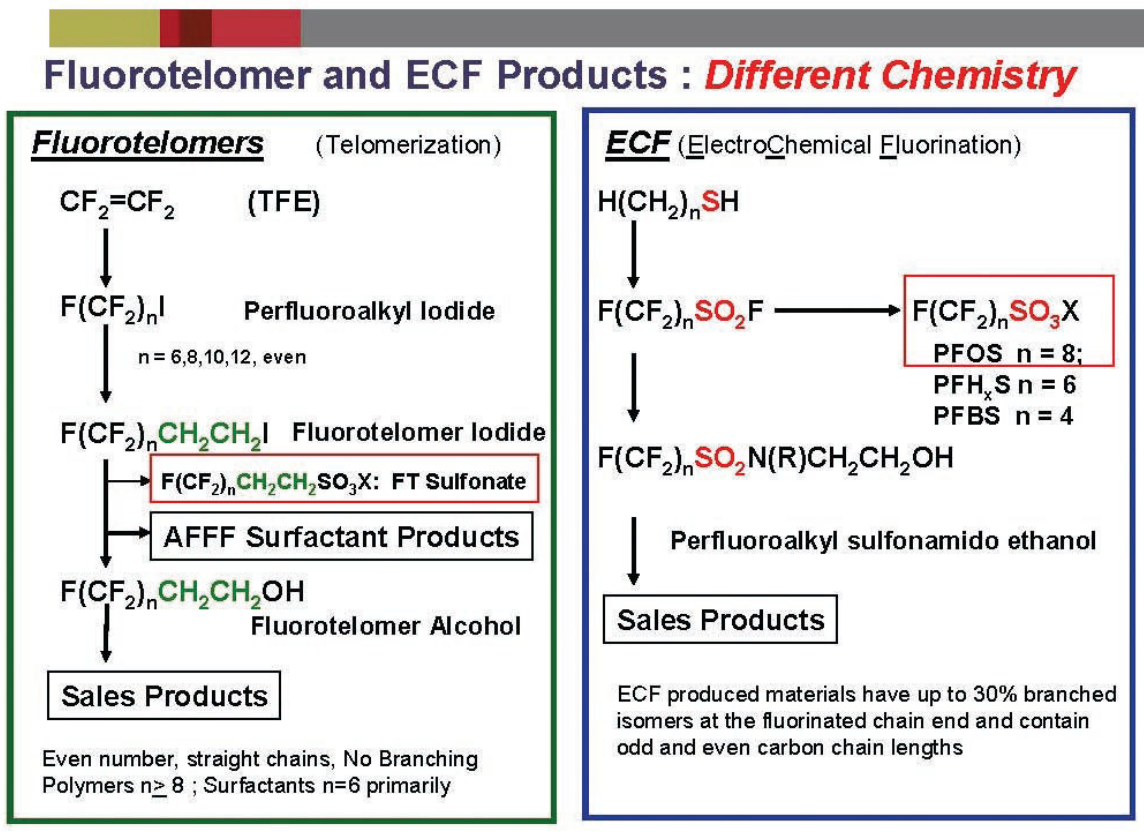 Fluorotelomer and ECF Products : Different Chemistry
Fluorotelomers (Telomerization)
CF₂=CF₂ (TFE)
F(CF₂)ₙI Perfluoroalkyl Iodide
n = 6,8,10,12, even
F(CF₂)ₙCH₂CH₂I Fluorotelomer Iodide
F(CF₂)ₙCH₂CH₂SO₃X: FT Sulfonate
AFFF Surfactant Products
F(CF₂)ₙCH₂CH₂OH
Fluorotelomer Alcohol
Sales Products
Even number, straight chains, No Branching
Polymers n≥ 8 ; Surfactants n=6 primarily
ECF (ElectroChemical Fluorination)
H(CH₂)ₙSH
F(CF₂)ₙSO₂F F(CF₂)ₙSO₃X
PFOS n = 8;
PFHₓS n = 6
PFBS n = 4
F(CF₂)ₙSO₂N(R)CH₂CH₂OH
Perfluoroalkyl sulfonamido ethanol
Sales Products
ECF produced materials have up to 30% branched
isomers at the fluorinated chain end and contain
odd and even carbon chain lengths